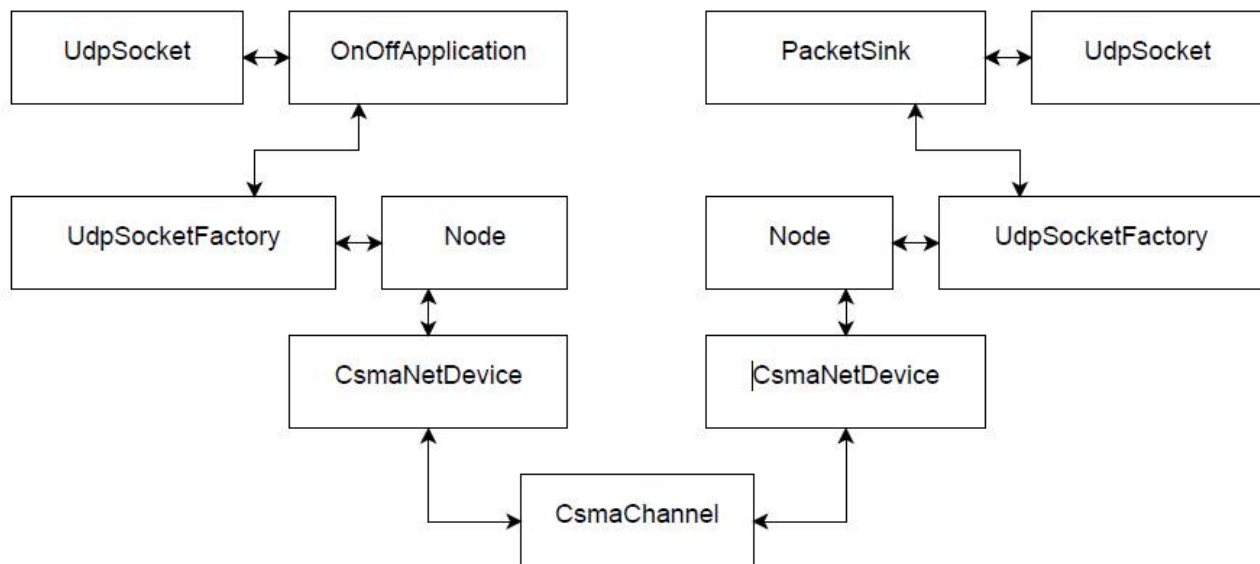 UdpSocket
OnOffApplication
PacketSink
UdpSocket
UdpSocketFactory
Node
Node
UdpSocketFactory
CsmaNetDevice
CsmaNetDevice
CsmaChannel